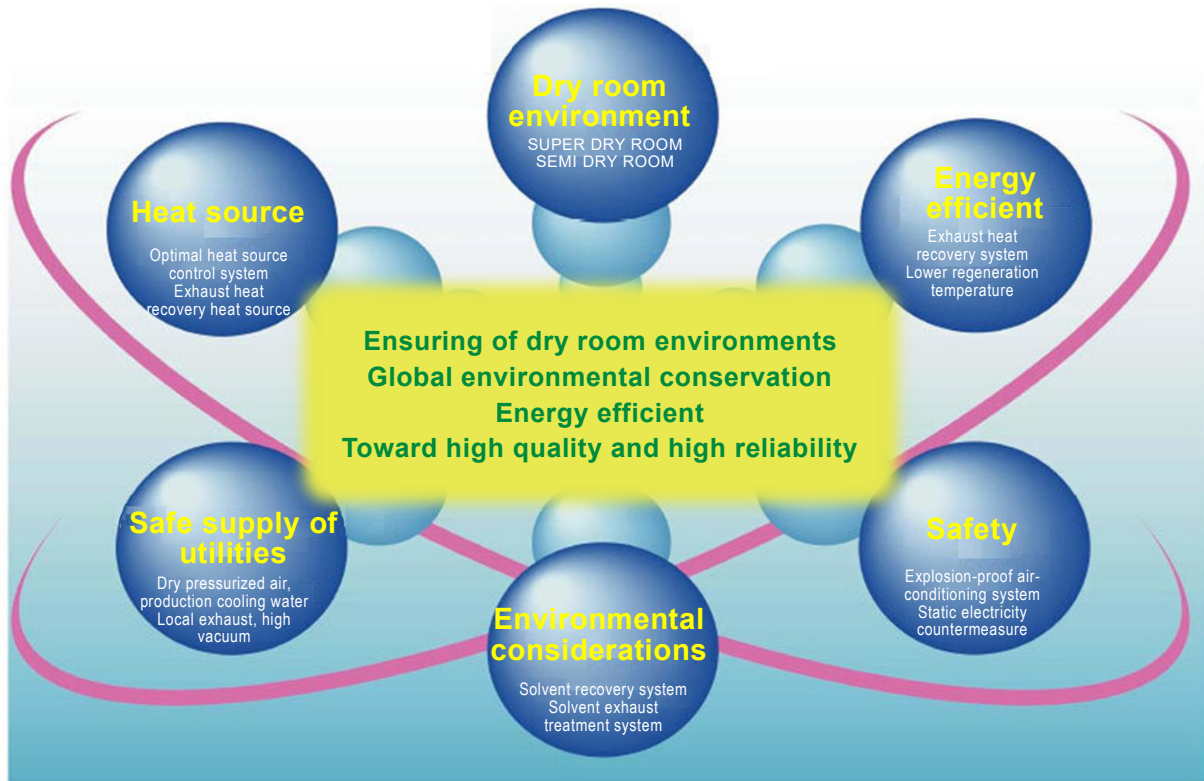 Dry room
environment
SUPER DRY ROOM
SEMI DRY ROOM
Heat source
Optimal heat source
control system
Exhaust heat
recovery heat source
Energy
efficient
Exhaust heat
recovery system
Lower regeneration
temperature
Ensuring of dry room environments
Global environmental conservation
Energy efficient
Toward high quality and high reliability
Safe supply of
utilities
Dry pressurized air,
production cooling water
Local exhaust, high
vacuum
Environmental
considerations
Solvent recovery system
Solvent exhaust
treatment system
Safety
Explosion-proof air-
conditioning system
Static electricity
countermeasure